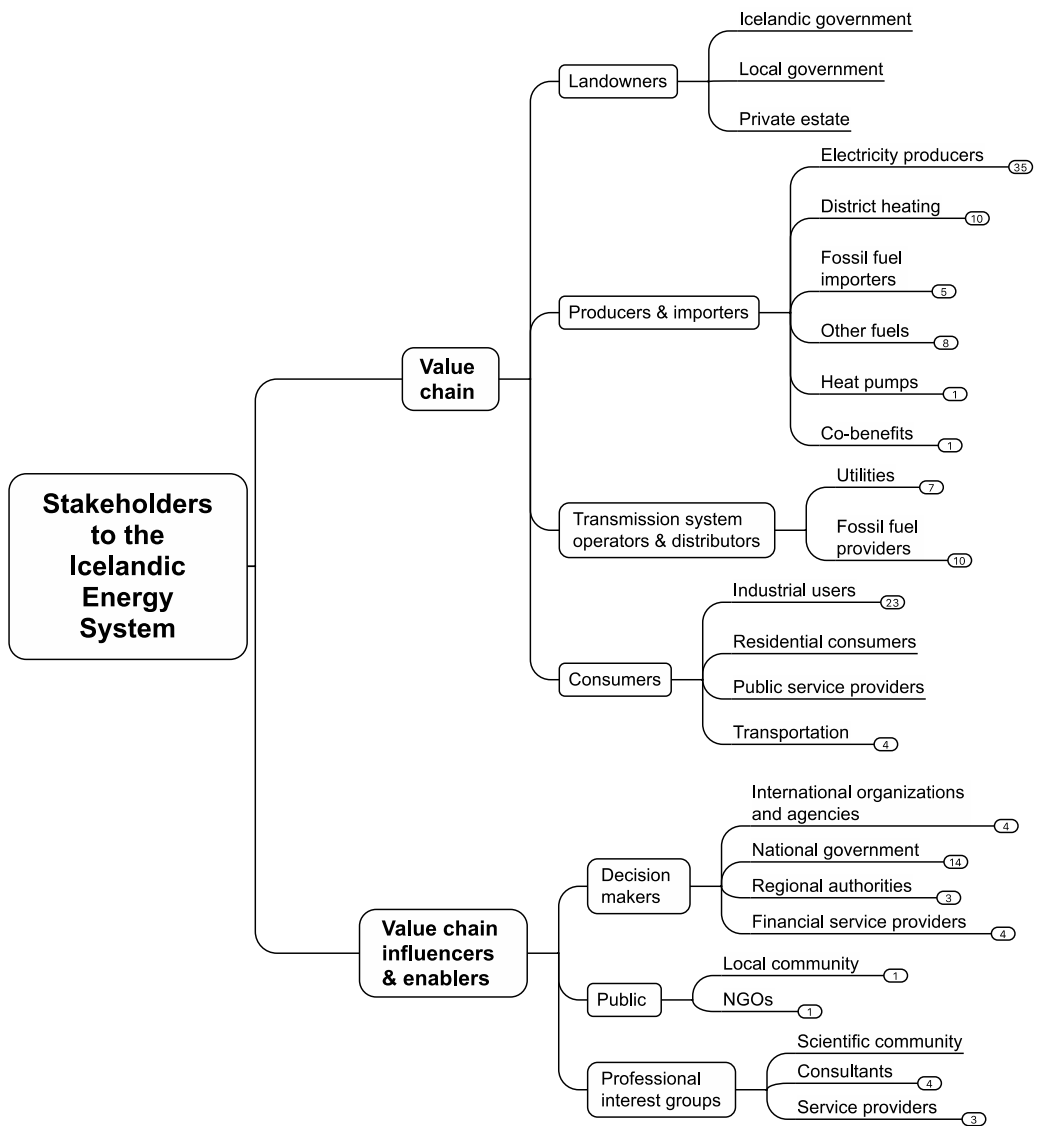 Stakeholders
to the
Icelandic
Energy
System
Value
chain
Landowners
Icelandic government
Local government
Private estate
Producers & importers
Electricity producers
35
District heating
10
Fossil fuel
importers
5
Other fuels
8
Heat pumps
1
Co-benefits
1
Transmission system
operators & distributors
Utilities
7
Fossil fuel
providers
10
Consumers
Industrial users
23
Residential consumers
Public service providers
Transportation
4
Value chain
influencers
& enablers
Decision
makers
International organizations
and agencies
4
National government
14
Regional authorities
3
Financial service providers
4
Public
Local community
1
NGOs
1
Professional
interest groups
Scientific community
Consultants
4
Service providers
3